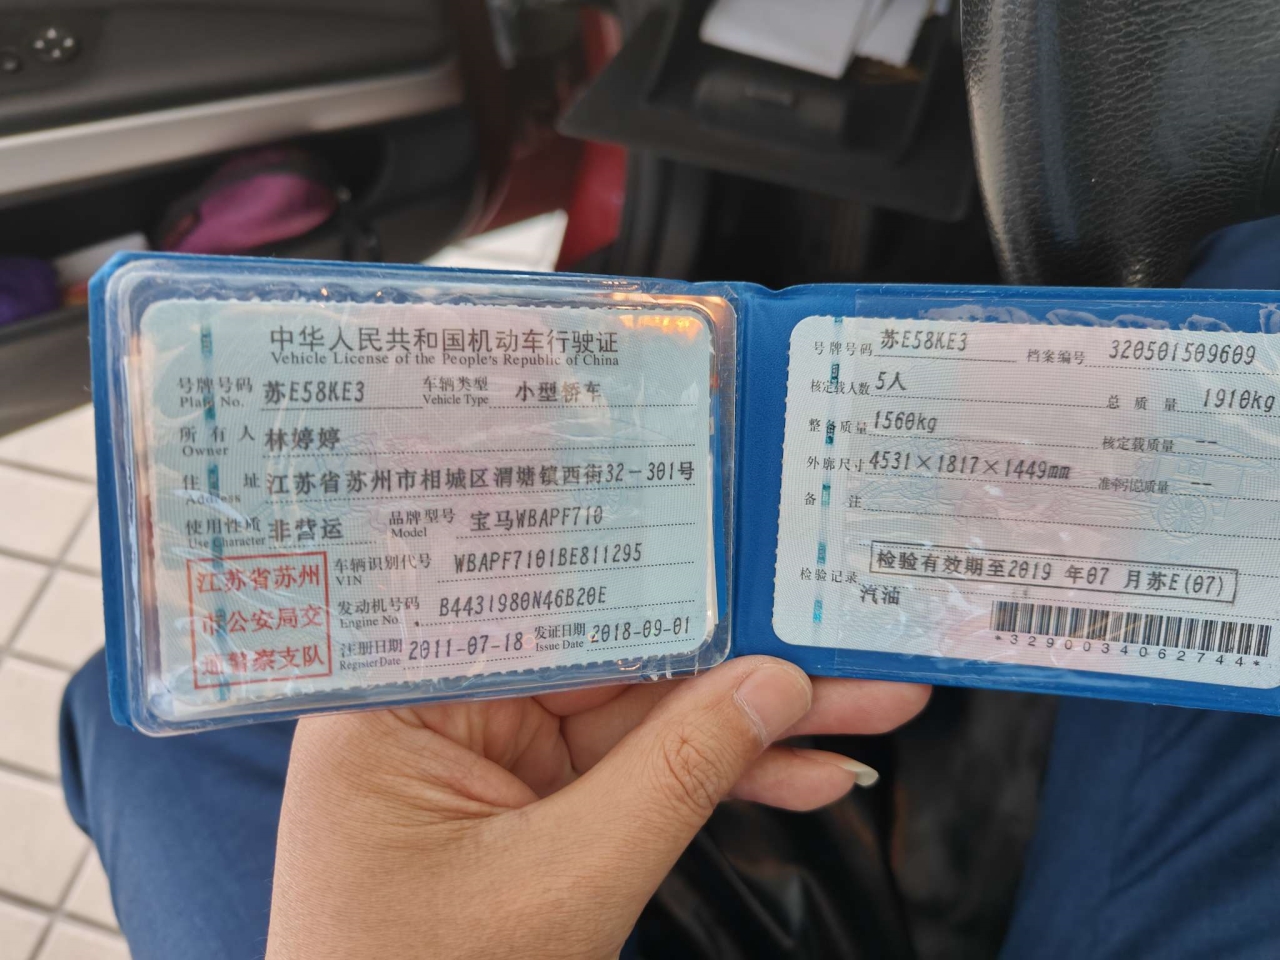 中华人民共和国机动车行驶证
Vehicle License of the People's Republic of China
号牌号码 苏E58KE3 车辆类型 小型轿车
Plate No. Vehicle Type
所有人 林婷婷
Owner
住址 江苏省苏州市相城区渭塘镇西街32-301号
Address
使用性质 非营运 品牌型号 宝马WBAPF710
Use Character Model
江苏省苏州
市公安局交
通警察支队
车辆识别代号 WBAPF7101BE811295
VIN
发动机号码 B4431980N46B20E
Engine No.
注册日期 2011-07-18 发证日期 2018-09-01
Register Date Issue Date
号牌号码 苏E58KE3 档案编号 320501509609
核定载人数 5人 总质量 1910kg
整备质量 1560kg 核定载质量 --
外廓尺寸 4531×1817×1449mm 准牵引总质量 --
备注
检验有效期至2019年07月苏E(07)
检验记录
汽油
*3290034062744*